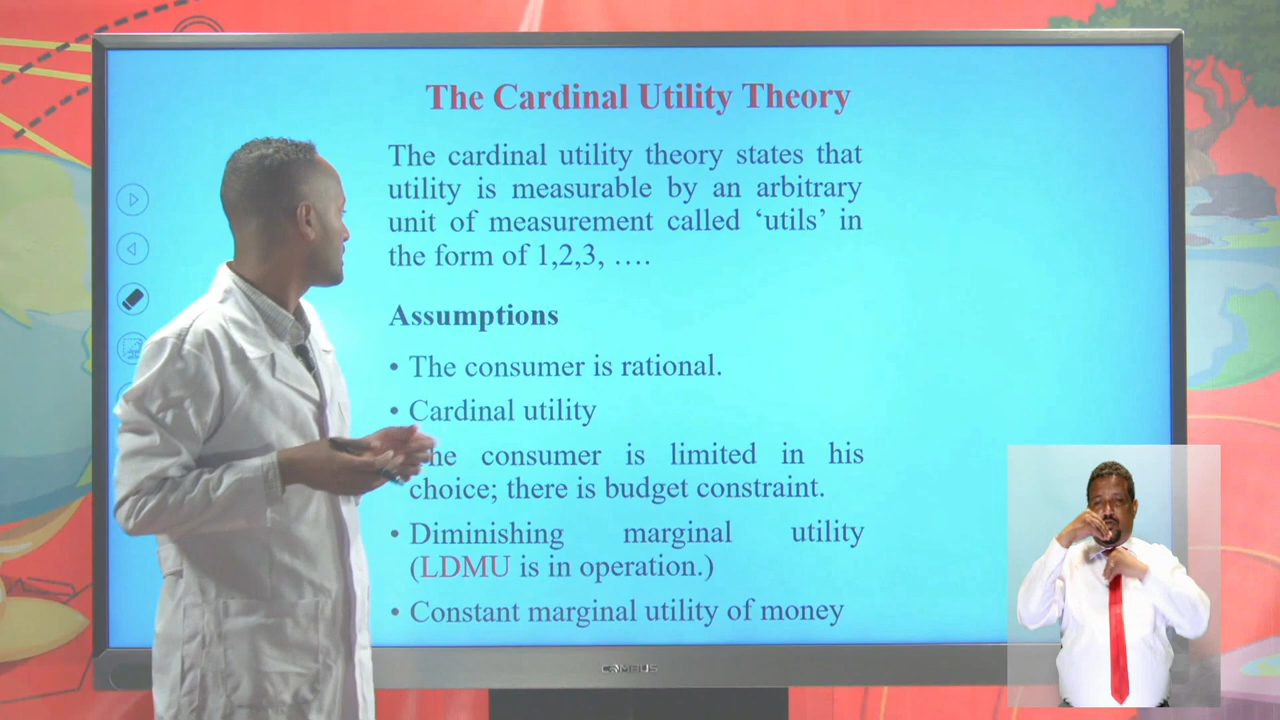 The Cardinal Utility Theory
The cardinal utility theory states that
utility is measurable by an arbitrary
unit of measurement called ‘utils’ in
the form of 1,2,3, ….
Assumptions
• The consumer is rational.
• Cardinal utility
consumer is limited in his
choice; there is budget constraint.
• Diminishing marginal utility
(LDMU is in operation.)
• Constant marginal utility of money
CAMBUS